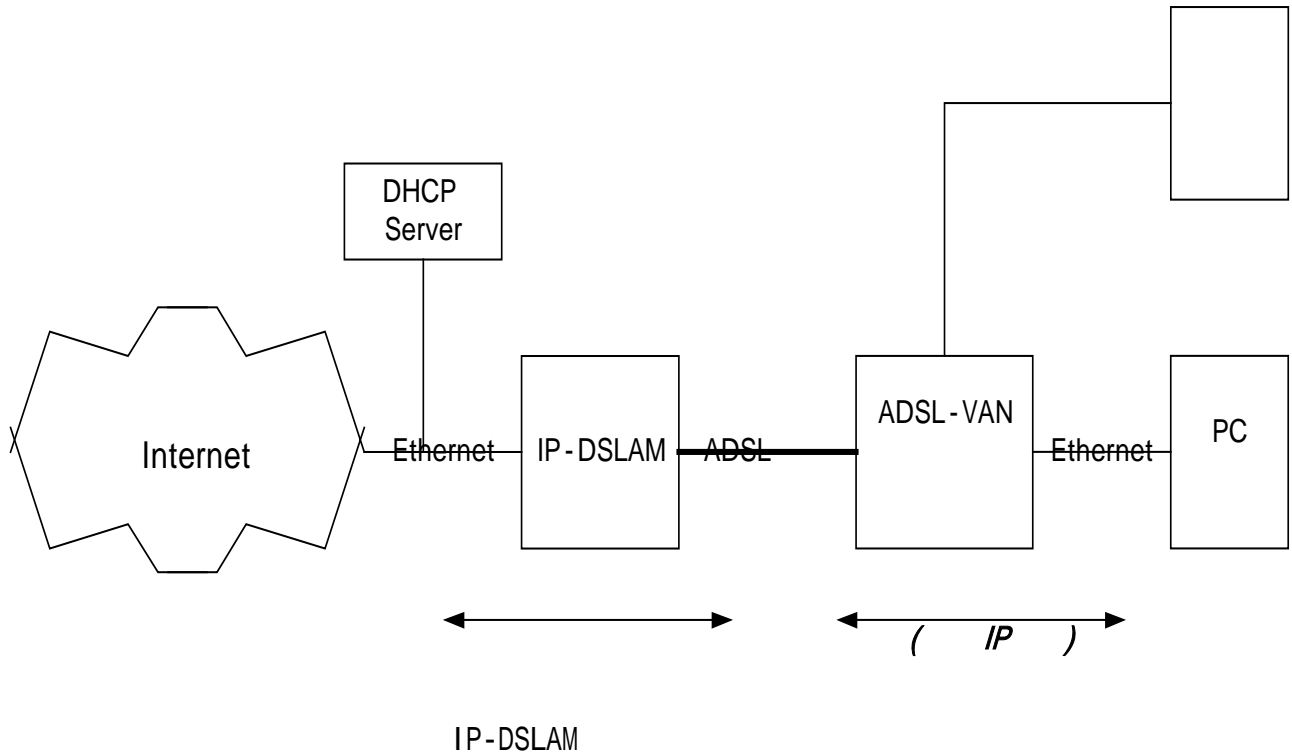 DHCP
Server
Internet
Ethernet
IP-DSLAM
ADSL
ADSL-VAN
Ethernet
PC
( IP )
IP-DSLAM